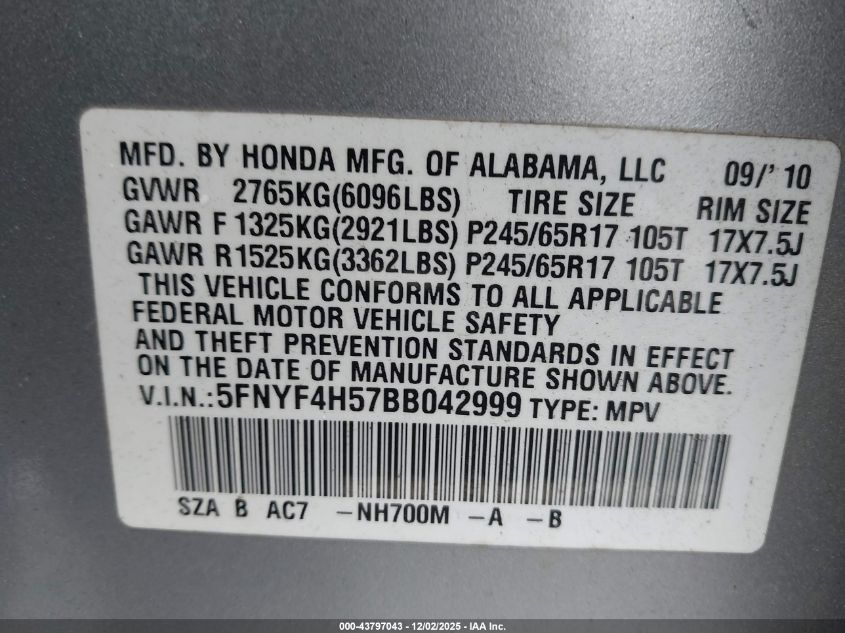 MFD. BY HONDA MFG. OF ALABAMA, LLC 09/'10
GVWR 2765KG(6096LBS) TIRE SIZE RIM SIZE
GAWR F 1325KG(2921LBS) P245/65R17 105T 17X7.5J
GAWR R1525KG(3362LBS) P245/65R17 105T 17X7.5J
THIS VEHICLE CONFORMS TO ALL APPLICABLE
FEDERAL MOTOR VEHICLE SAFETY
AND THEFT PREVENTION STANDARDS IN EFFECT
ON THE DATE OF MANUFACTURE SHOWN ABOVE.
V.I.N.:5FNYF4H57BB042999 TYPE: MPV
SZA B AC7 -NH700M -A -B
000-43797043 - 12/02/2025 - IAA Inc.